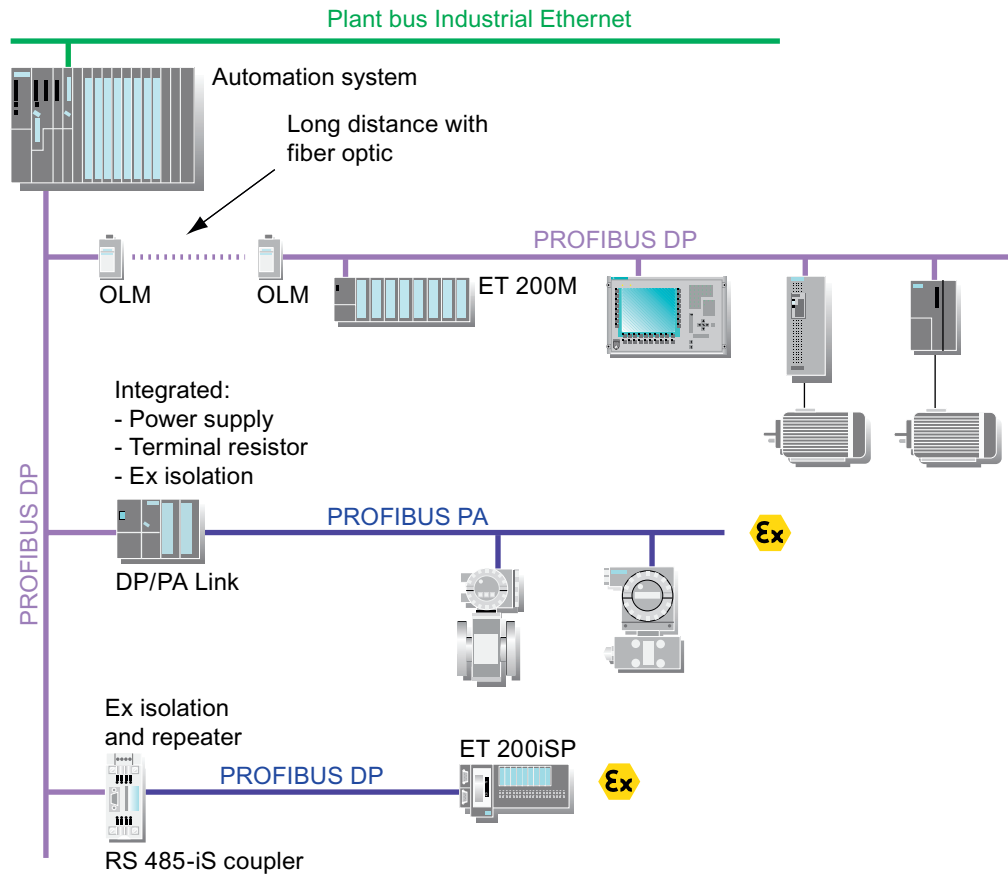 Plant bus Industrial Ethernet
Automation system
Long distance with
fiber optic
PROFIBUS DP
OLM
OLM
ET 200M
Integrated:
- Power supply
- Terminal resistor
- Ex isolation
PROFIBUS DP
PROFIBUS PA
Ex
DP/PA Link
Ex isolation
and repeater
ET 200iSP
PROFIBUS DP
Ex
RS 485-iS coupler